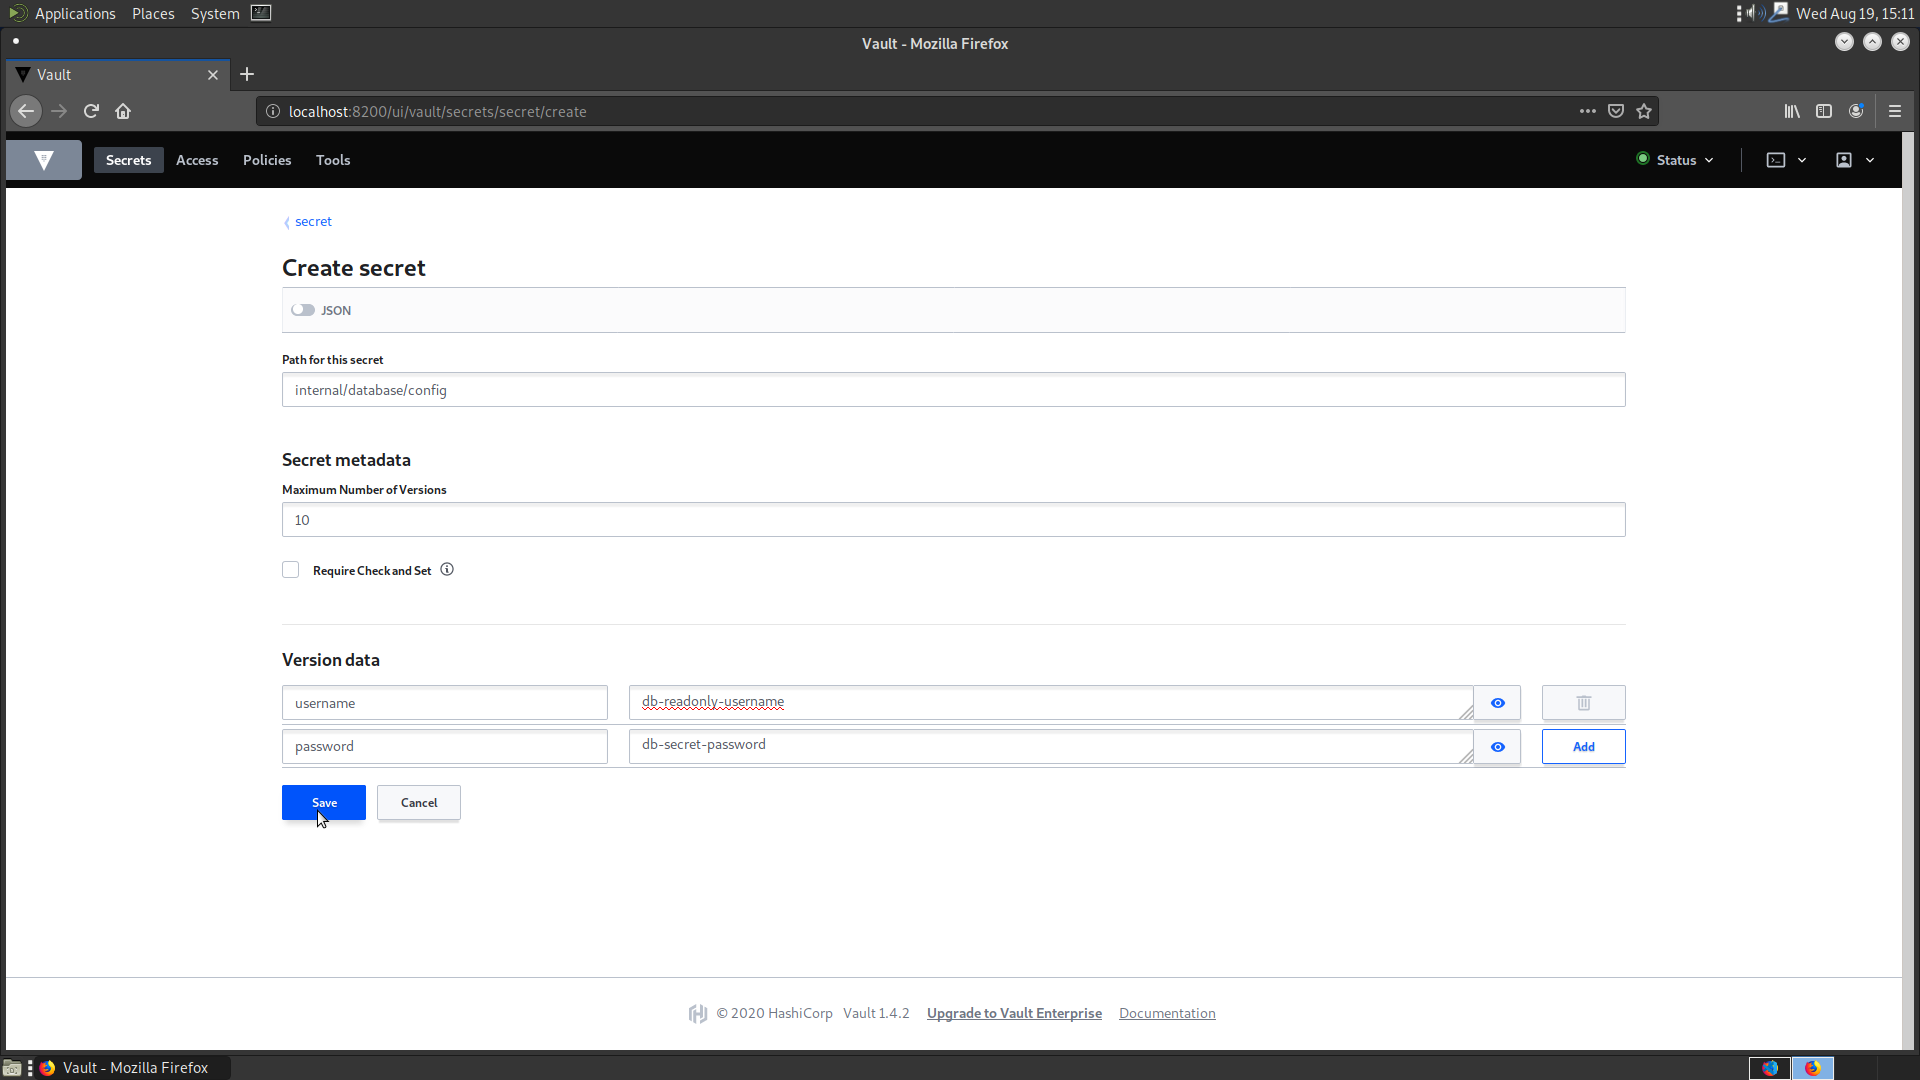 Applications Places System Wed Aug 19, 15:11
Vault - Mozilla Firefox
Vault
localhost:8200/ui/vault/secrets/secret/create
Secrets Access Policies Tools Status
secret
Create secret
JSON
Path for this secret
internal/database/config
Secret metadata
Maximum Number of Versions
10
Require Check and Set
Version data
username db-readonly-username
password db-secret-password Add
Save Cancel
© 2020 HashiCorp Vault 1.4.2 Upgrade to Vault Enterprise Documentation
Vault - Mozilla Firefox